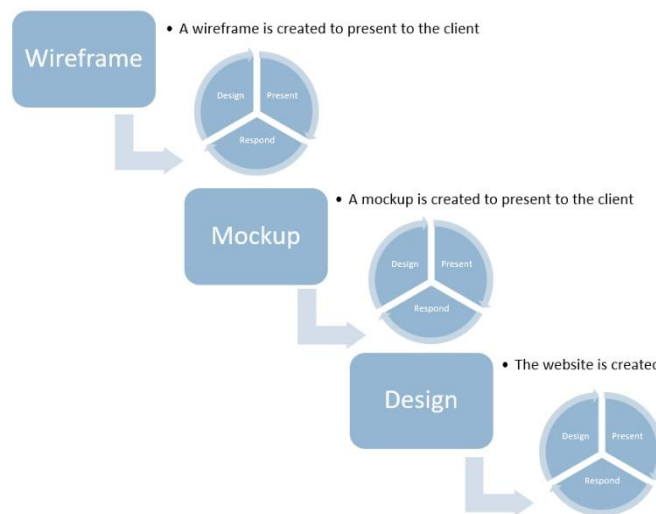 • A wireframe is created to present to the client
Wireframe
Design
Present
Respond
• A mockup is created to present to the client
Mockup
Design
Present
Respond
• The website is created
Design
Design
Present
Respond